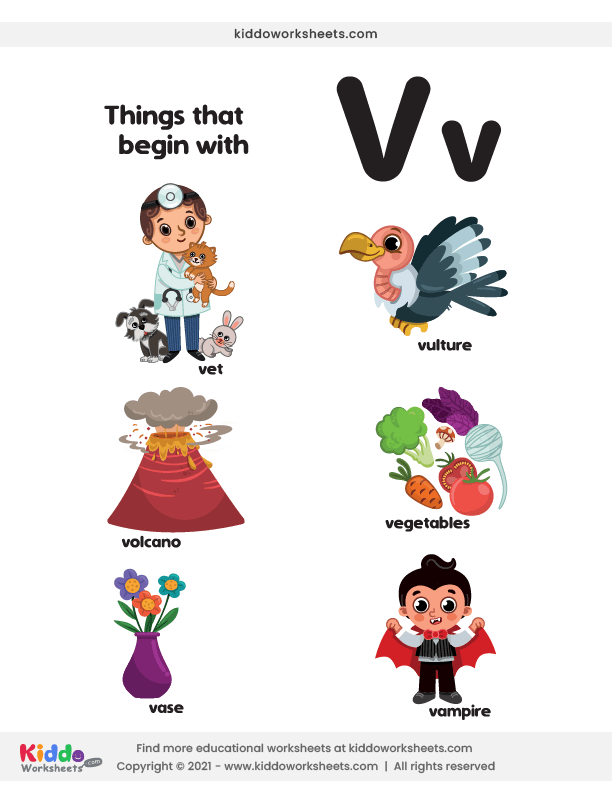 kiddoworksheets.com
Things that
begin with
V v
vet
vulture
volcano
vegetables
vase
vampire
Kiddo
Worksheets
.com
Find more educational worksheets at kiddoworksheets.com
Copyright © 2021 - www.kiddoworksheets.com | All rights reserved